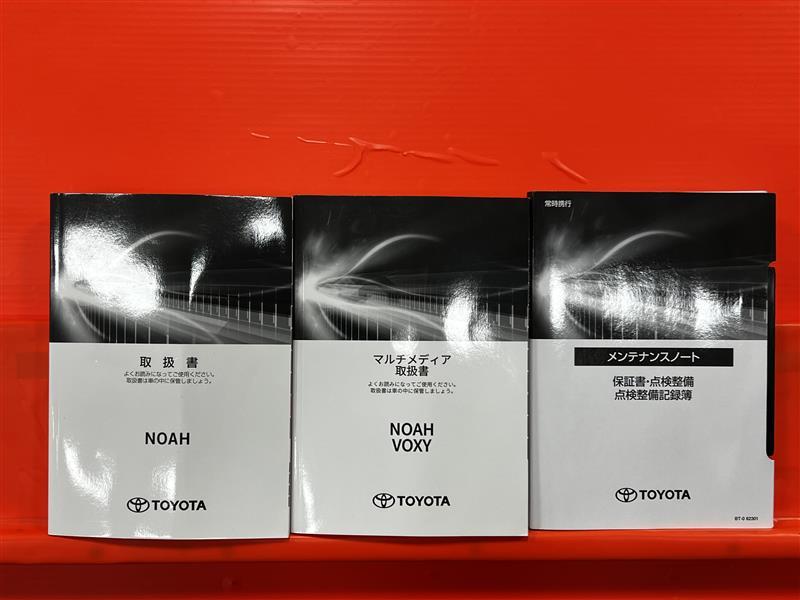 取扱書
よくお読みになってご使用ください。
取扱書は車の中に保管しましょう。
NOAH
TOYOTA
マルチメディア
取扱書
よくお読みになってご使用ください。
取扱書は車の中に保管しましょう。
NOAH
VOXY
TOYOTA
常時携行
メンテナンスノート
保証書・点検整備
点検整備記録簿
TOYOTA
BT-0 62301